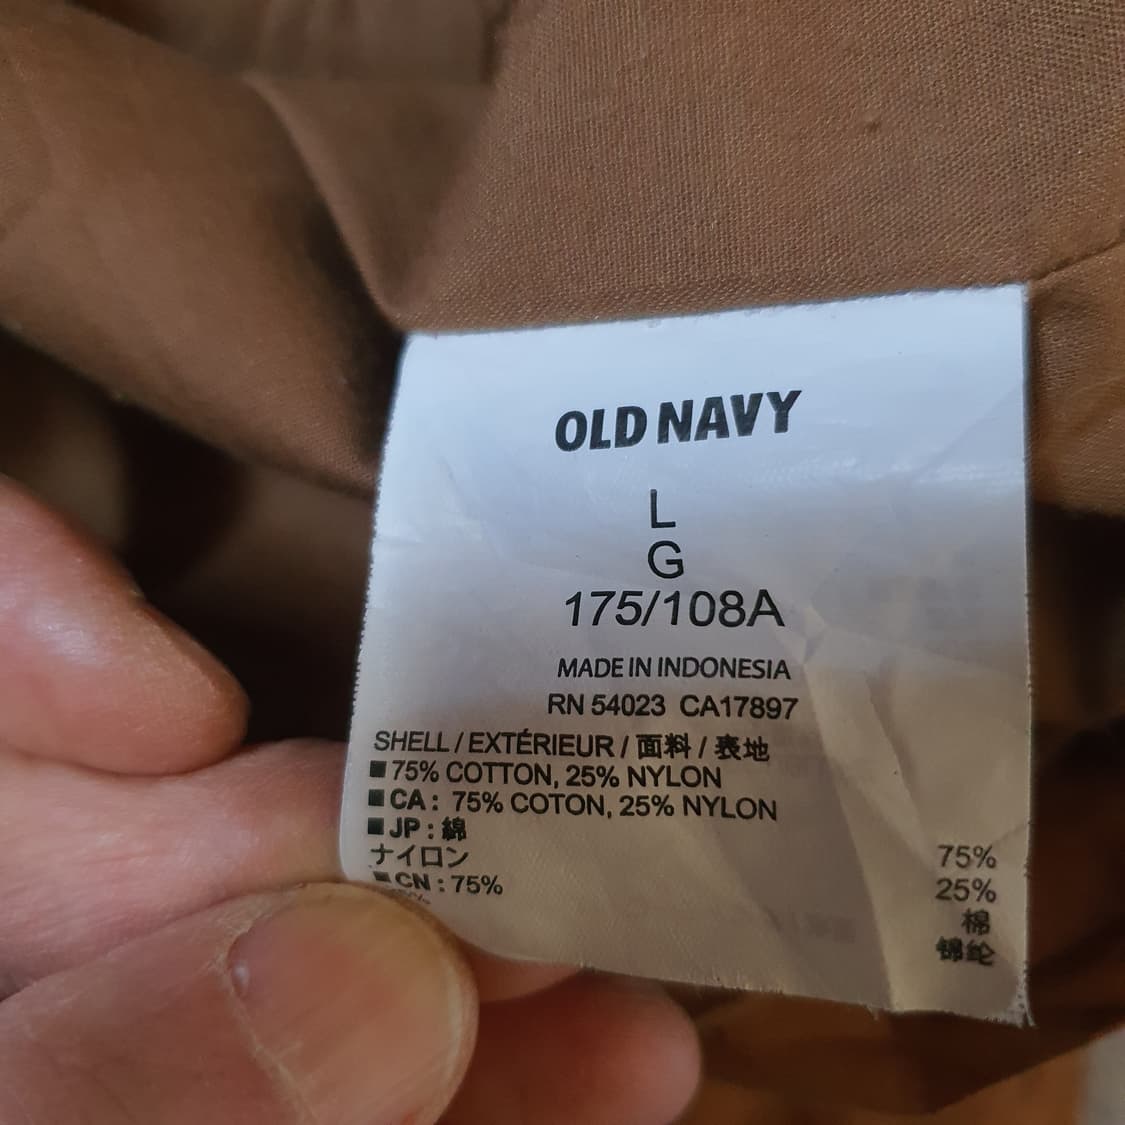 OLD NAVY
L
G
175/108A
MADE IN INDONESIA
RN 54023 CA17897
SHELL / EXTÉRIEUR / 面料 / 表地
■ 75% COTTON, 25% NYLON
■ CA : 75% COTON, 25% NYLON
■ JP : 綿 75%
ナイロン 25%
■ CN : 75% 棉
锦纶